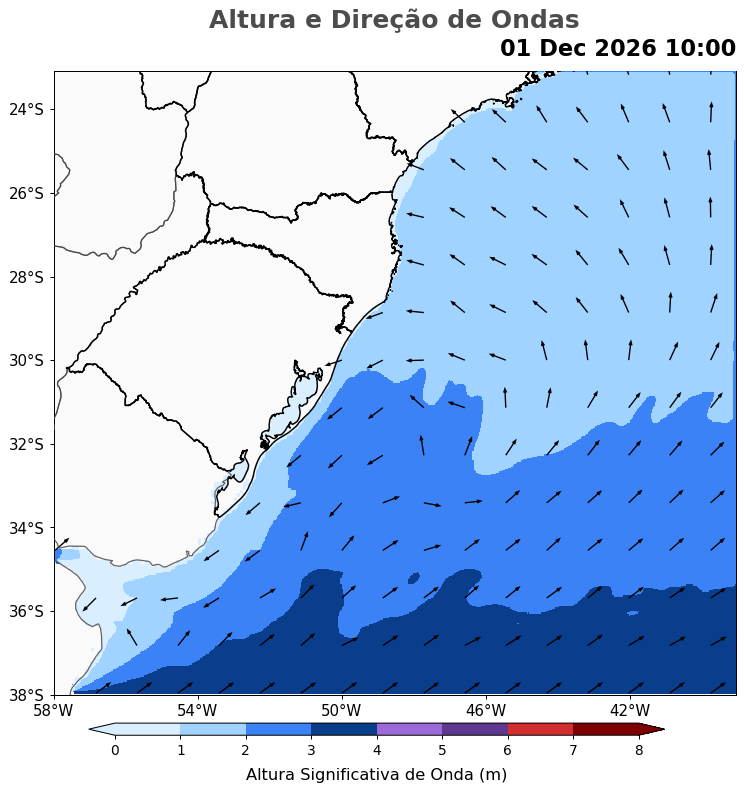 Altura e Direção de Ondas
01 Dec 2026 10:00
24°S
26°S
28°S
30°S
32°S
34°S
36°S
38°S
58°W 54°W 50°W 46°W 42°W
0 1 2 3 4 5 6 7 8
Altura Significativa de Onda (m)